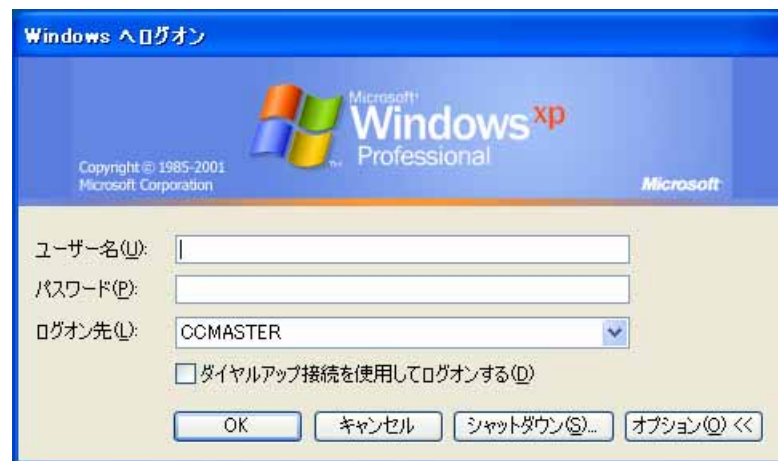 Windows へログオン
Microsoft®
Windows xp
Professional
Copyright © 1985-2001
Microsoft Corporation
Microsoft
ユーザー名(U):
パスワード(P):
ログオン先(L):
CCMASTER
ダイヤルアップ接続を使用してログオンする(D)
OK
キャンセル
シャットダウン(S)...
オプション(O) <<